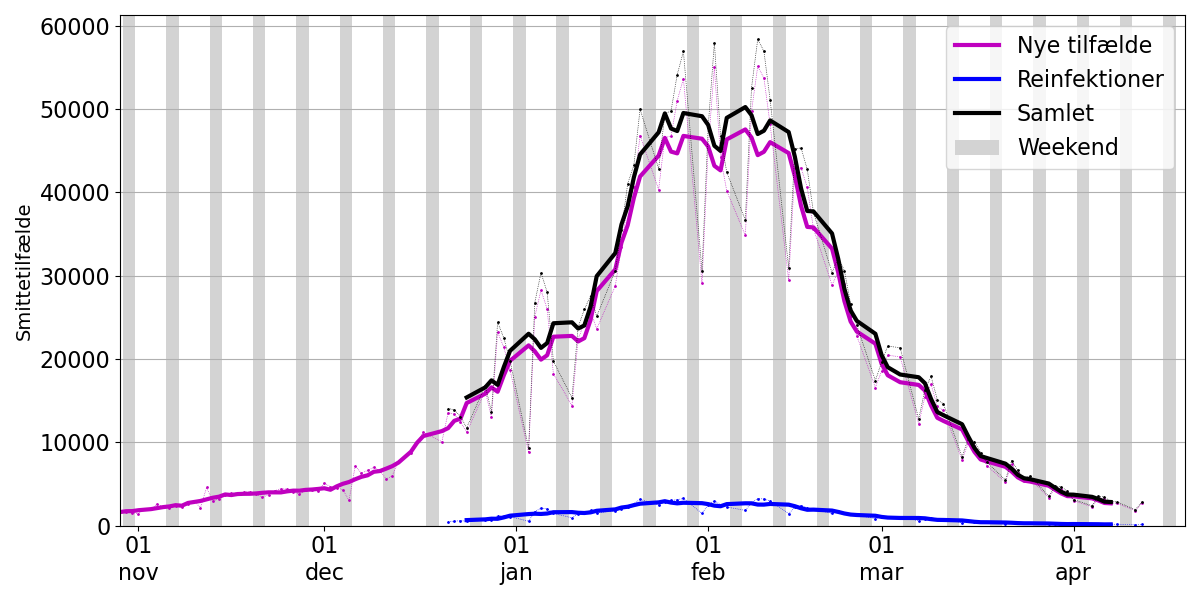 60000
50000
40000
30000
20000
10000
0
Smittetilfælde
01 nov
01 dec
01 jan
01 feb
01 mar
01 apr
Nye tilfælde
Reinfektioner
Samlet
Weekend